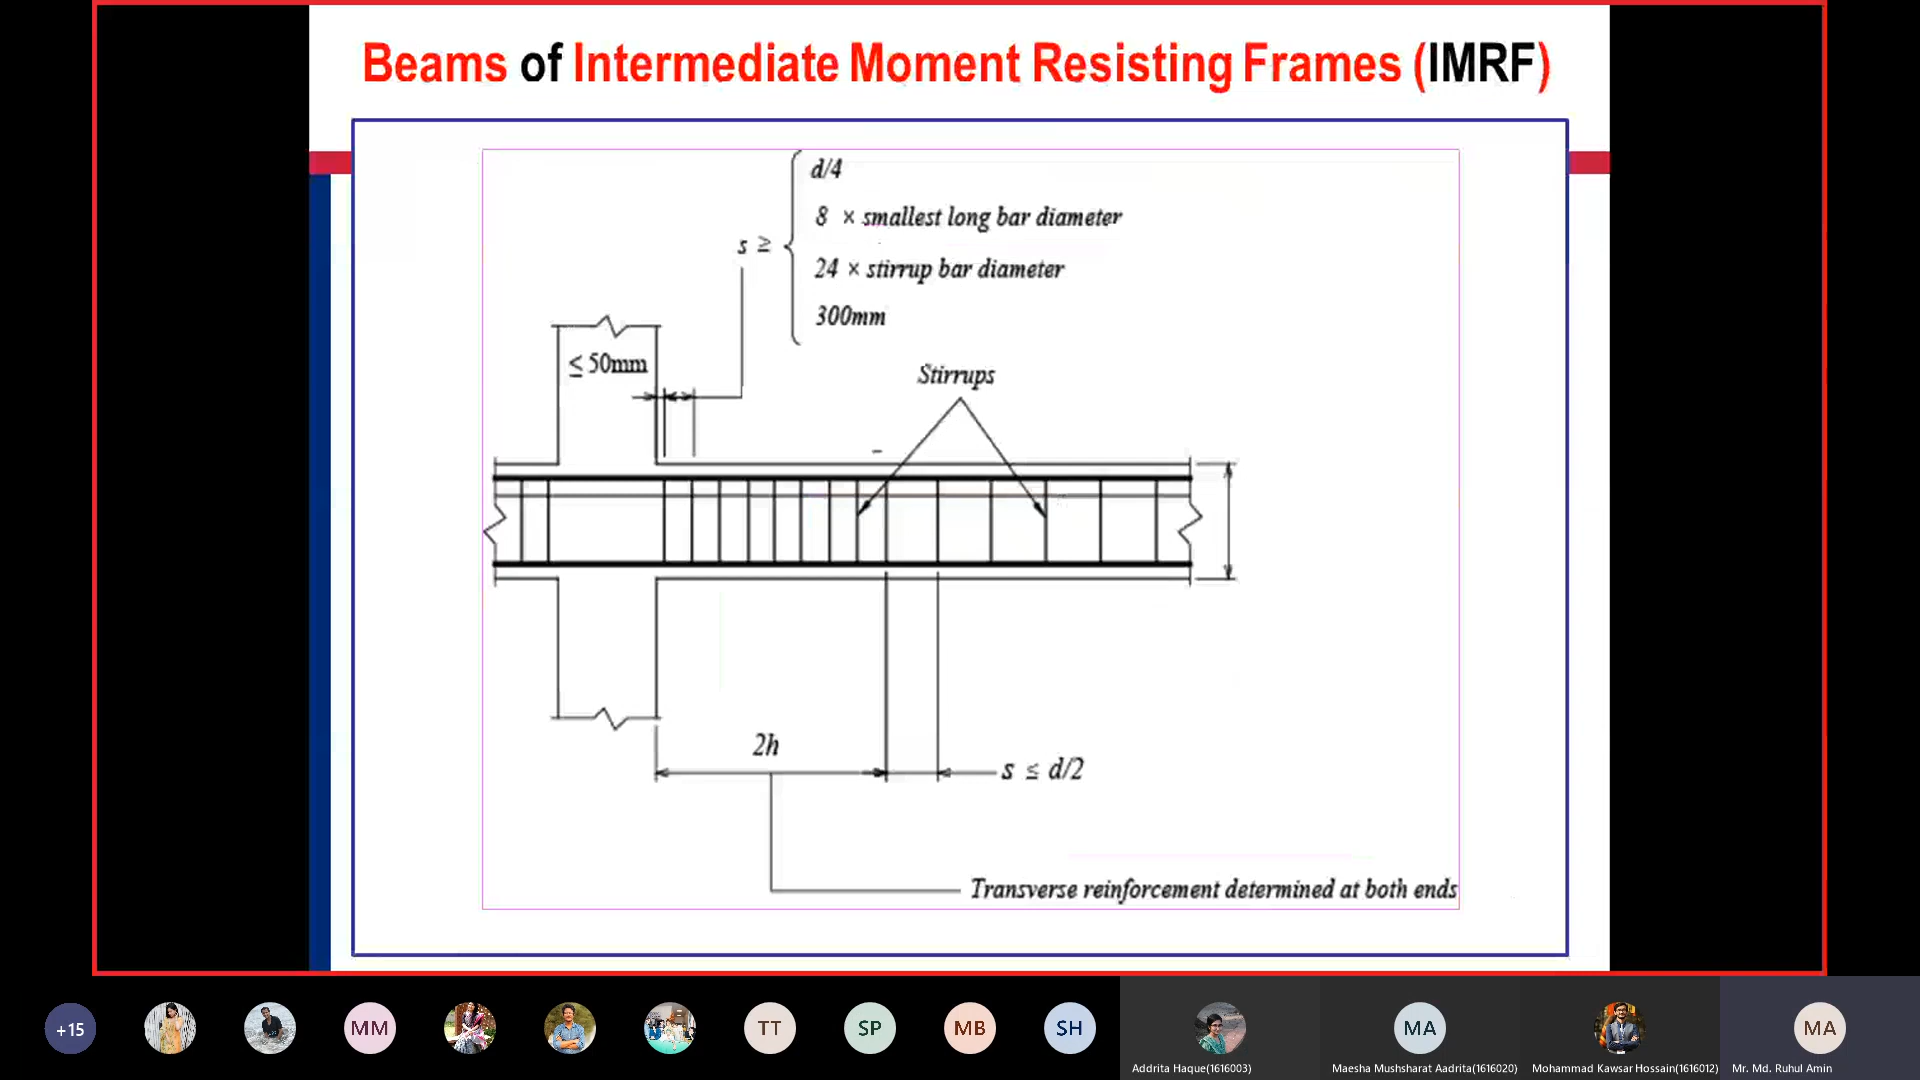 Beams of Intermediate Moment Resisting Frames (IMRF)
d/4
8 × smallest long bar diameter
s ≥
24 × stirrup bar diameter
300mm
≤ 50mm
Stirrups
2h
s ≤ d/2
Transverse reinforcement determined at both ends
+15
MM
TT
SP
MB
SH
MA
MA
Addrita Haque(1616003)
Maesha Mushsharat Aadrita(1616020)
Mohammad Kawsar Hossain(1616012)
Mr. Md. Ruhul Amin